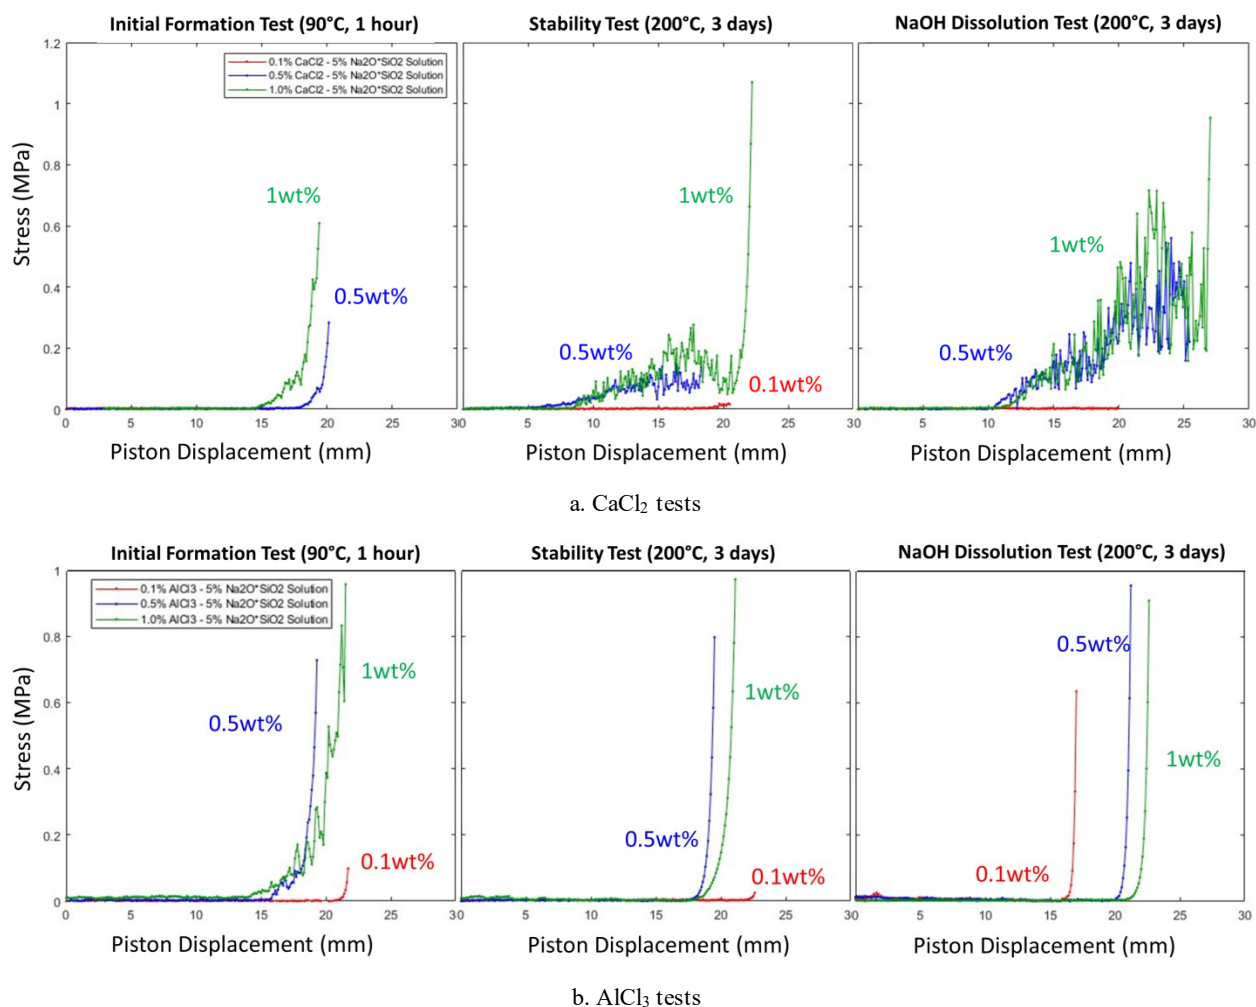 Initial Formation Test (90°C, 1 hour)
Stability Test (200°C, 3 days)
NaOH Dissolution Test (200°C, 3 days)
1.2
1
0.8
0.6
0.4
0.2
0
Stress (MPa)
0.1% CaCl2 - 5% Na2O*SiO2 Solution
0.5% CaCl2 - 5% Na2O*SiO2 Solution
1.0% CaCl2 - 5% Na2O*SiO2 Solution
1wt%
0.5wt%
1wt%
0.5wt%
0.1wt%
1wt%
0.5wt%
0 5 10 15 20 25 30 5 10 15 20 25 30 5 10 15 20 25 30
Piston Displacement (mm)
Piston Displacement (mm)
Piston Displacement (mm)
a. CaCl2 tests
Initial Formation Test (90°C, 1 hour)
Stability Test (200°C, 3 days)
NaOH Dissolution Test (200°C, 3 days)
1
0.8
0.6
0.4
0.2
0
Stress (MPa)
0.1% AlCl3 - 5% Na2O*SiO2 Solution
0.5% AlCl3 - 5% Na2O*SiO2 Solution
1.0% AlCl3 - 5% Na2O*SiO2 Solution
1wt%
0.5wt%
0.1wt%
1wt%
0.5wt%
0.1wt%
0.5wt%
1wt%
0.1wt%
0 5 10 15 20 25 30 5 10 15 20 25 30 5 10 15 20 25 30
Piston Displacement (mm)
Piston Displacement (mm)
Piston Displacement (mm)
b. AlCl3 tests